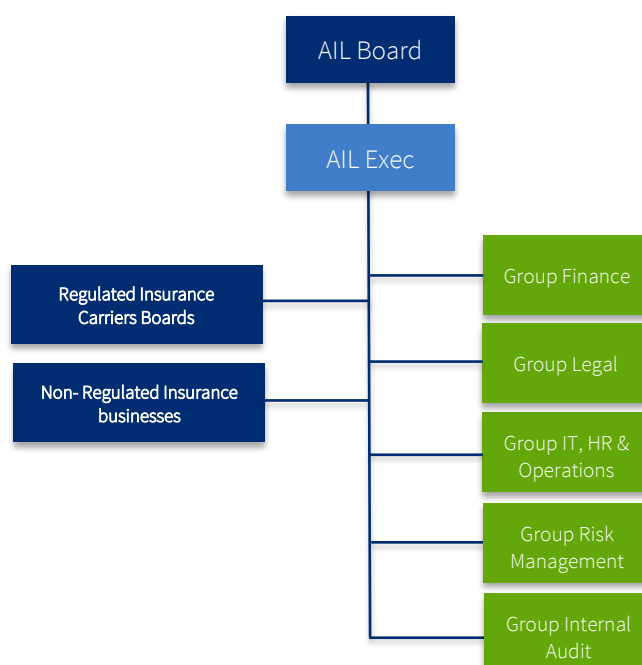 AIL Board
AIL Exec
Regulated Insurance
Carriers Boards
Non- Regulated Insurance
businesses
Group Finance
Group Legal
Group IT, HR &
Operations
Group Risk
Management
Group Internal
Audit